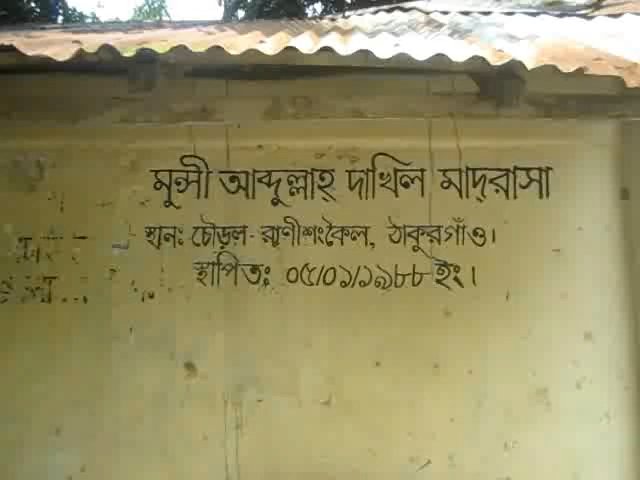 মুন্সী আব্দুল্লাহ্ দাখিল মাদ্রাসা
স্থান: চৌড়ল- রাণীশংকৈল, ঠাকুরগাঁও।
স্থাপিত: ০৫/০১/১৯৮৮ ইং।